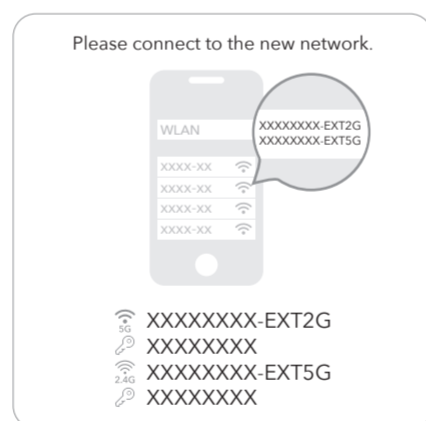 Please connect to the new network.
WLAN
XXXXXXXX-EXT2G
XXXXXXXX-EXT5G
XXXX-XX
XXXX-XX
XXXX-XX
XXXX-XX
5G XXXXXXXX-EXT2G
XXXXXXXX
2.4G XXXXXXXX-EXT5G
XXXXXXXX